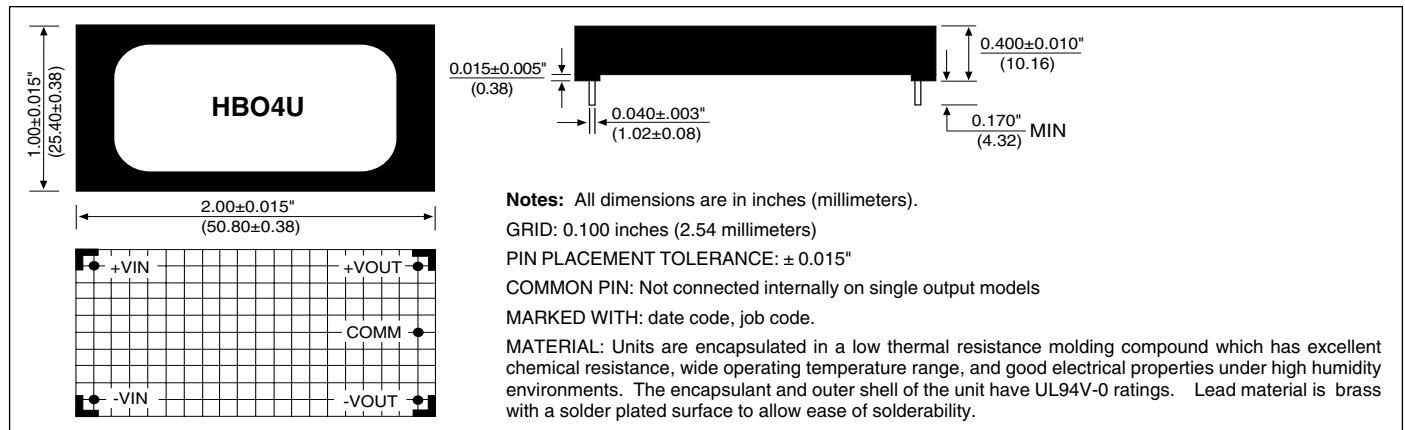 1.00±0.015"
(25.40±0.38)
HBO4U
2.00±0.015"
(50.80±0.38)
0.015±0.005"
(0.38)
0.040±.003"
(1.02±0.08)
0.400±0.010"
(10.16)
0.170"
(4.32)
MIN
+VIN
+VOUT
COMM
-VIN
-VOUT
Notes: All dimensions are in inches (millimeters).
GRID: 0.100 inches (2.54 millimeters)
PIN PLACEMENT TOLERANCE: ± 0.015"
COMMON PIN: Not connected internally on single output models
MARKED WITH: date code, job code.
MATERIAL: Units are encapsulated in a low thermal resistance molding compound which has excellent
chemical resistance, wide operating temperature range, and good electrical properties under high humidity
environments. The encapsulant and outer shell of the unit have UL94V-0 ratings. Lead material is brass
with a solder plated surface to allow ease of solderability.